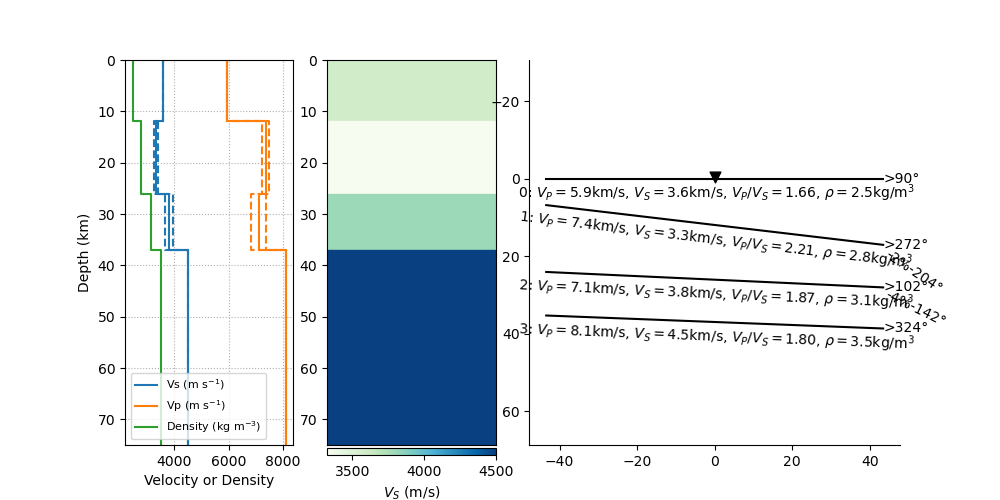 0
10
20
30
40
50
60
70
Depth (km)
4000 6000 8000
Velocity or Density
Vs (m s⁻¹)
Vp (m s⁻¹)
Density (kg m⁻³)
0
10
20
30
40
50
60
70
3500 4000 4500
V_S (m/s)
−20
0
20
40
60
−40 −20 0 20 40
>90°
0: V_P = 5.9km/s, V_S = 3.6km/s, V_P/V_S = 1.66, ρ = 2.5kg/m³
>272°
1: V_P = 7.4km/s, V_S = 3.3km/s, V_P/V_S = 2.21, ρ = 2.8kg/m³
>102°
2: V_P = 7.1km/s, V_S = 3.8km/s, V_P/V_S = 1.87, ρ = 3.1kg/m³
>324°
3: V_P = 8.1km/s, V_S = 4.5km/s, V_P/V_S = 1.80, ρ = 3.5kg/m³